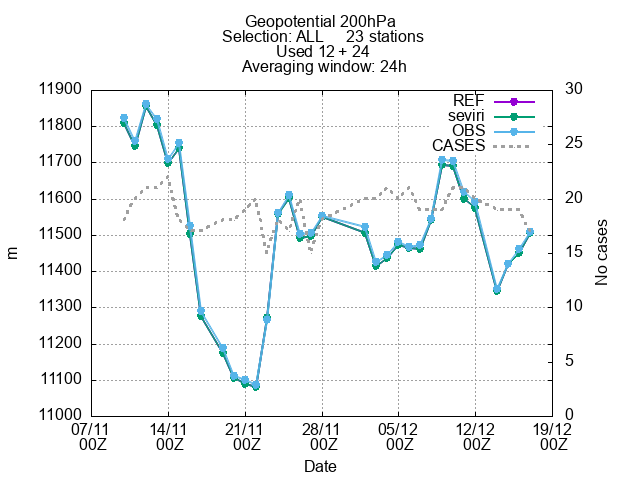 Geopotential 200hPa
Selection: ALL 23 stations
Used 12 + 24
Averaging window: 24h
11900
11800
11700
11600
11500
11400
11300
11200
11100
11000
m
30
25
20
15
10
5
0
No cases
REF
seviri
OBS
CASES
07/11 14/11 21/11 28/11 05/12 12/12 19/12
00Z 00Z 00Z 00Z 00Z 00Z 00Z
Date